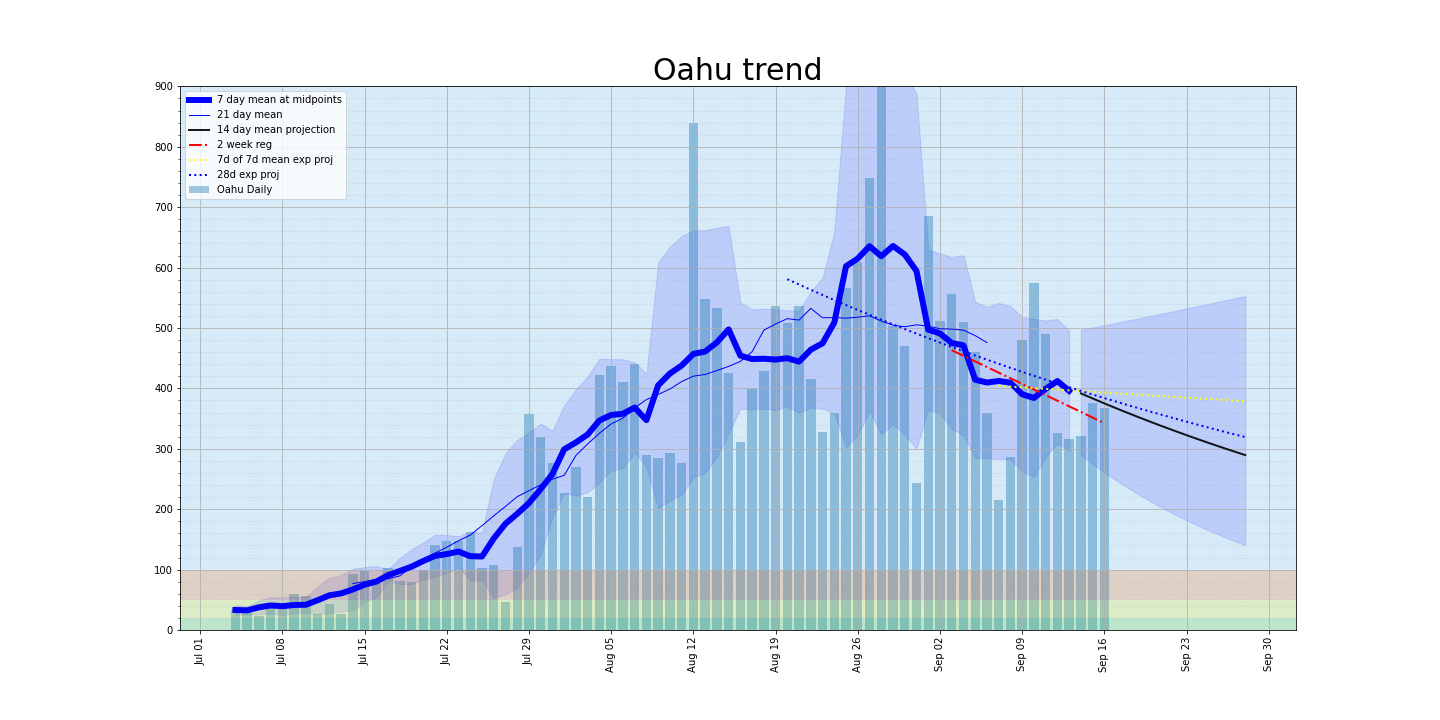 Oahu trend
900
800
700
600
500
400
300
200
100
0
7 day mean at midpoints
21 day mean
14 day mean projection
2 week reg
7d of 7d mean exp proj
28d exp proj
Oahu Daily
Jul 01
Jul 08
Jul 15
Jul 22
Jul 29
Aug 05
Aug 12
Aug 19
Aug 26
Sep 02
Sep 09
Sep 16
Sep 23
Sep 30